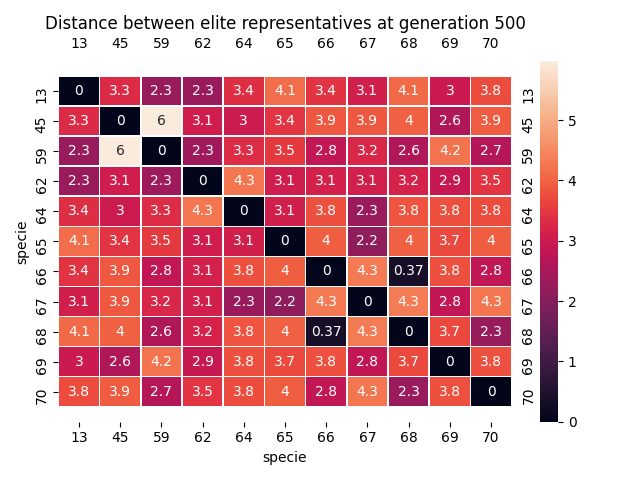 Distance between elite representatives at generation 500
13 45 59 62 64 65 66 67 68 69 70
13 0 3.3 2.3 2.3 3.4 4.1 3.4 3.1 4.1 3 3.8 13
45 3.3 0 6 3.1 3 3.4 3.9 3.9 4 2.6 3.9 45
59 2.3 6 0 2.3 3.3 3.5 2.8 3.2 2.6 4.2 2.7 59
62 2.3 3.1 2.3 0 4.3 3.1 3.1 3.1 3.2 2.9 3.5 62
64 3.4 3 3.3 4.3 0 3.1 3.8 2.3 3.8 3.8 3.8 64
65 4.1 3.4 3.5 3.1 3.1 0 4 2.2 4 3.7 4 65
66 3.4 3.9 2.8 3.1 3.8 4 0 4.3 0.37 3.8 2.8 66
67 3.1 3.9 3.2 3.1 2.3 2.2 4.3 0 4.3 2.8 4.3 67
68 4.1 4 2.6 3.2 3.8 4 0.37 4.3 0 3.7 2.3 68
69 3 2.6 4.2 2.9 3.8 3.7 3.8 2.8 3.7 0 3.8 69
70 3.8 3.9 2.7 3.5 3.8 4 2.8 4.3 2.3 3.8 0 70
13 45 59 62 64 65 66 67 68 69 70
specie
specie
5
4
3
2
1
0